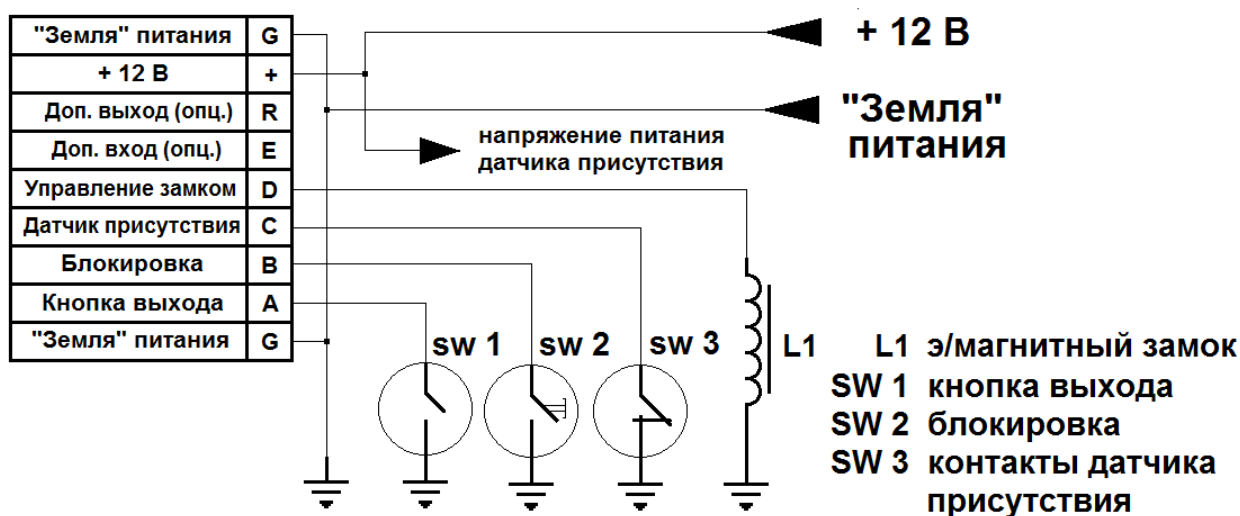 "Земля" питания G
+ 12 В +
Доп. выход (опц.) R
Доп. вход (опц.) E
Управление замком D
Датчик присутствия C
Блокировка B
Кнопка выхода A
"Земля" питания G
+ 12 В
"Земля"
питания
напряжение питания
датчика присутствия
sw 1
sw 2
sw 3
L1
L1 э/магнитный замок
SW 1 кнопка выхода
SW 2 блокировка
SW 3 контакты датчика
присутствия